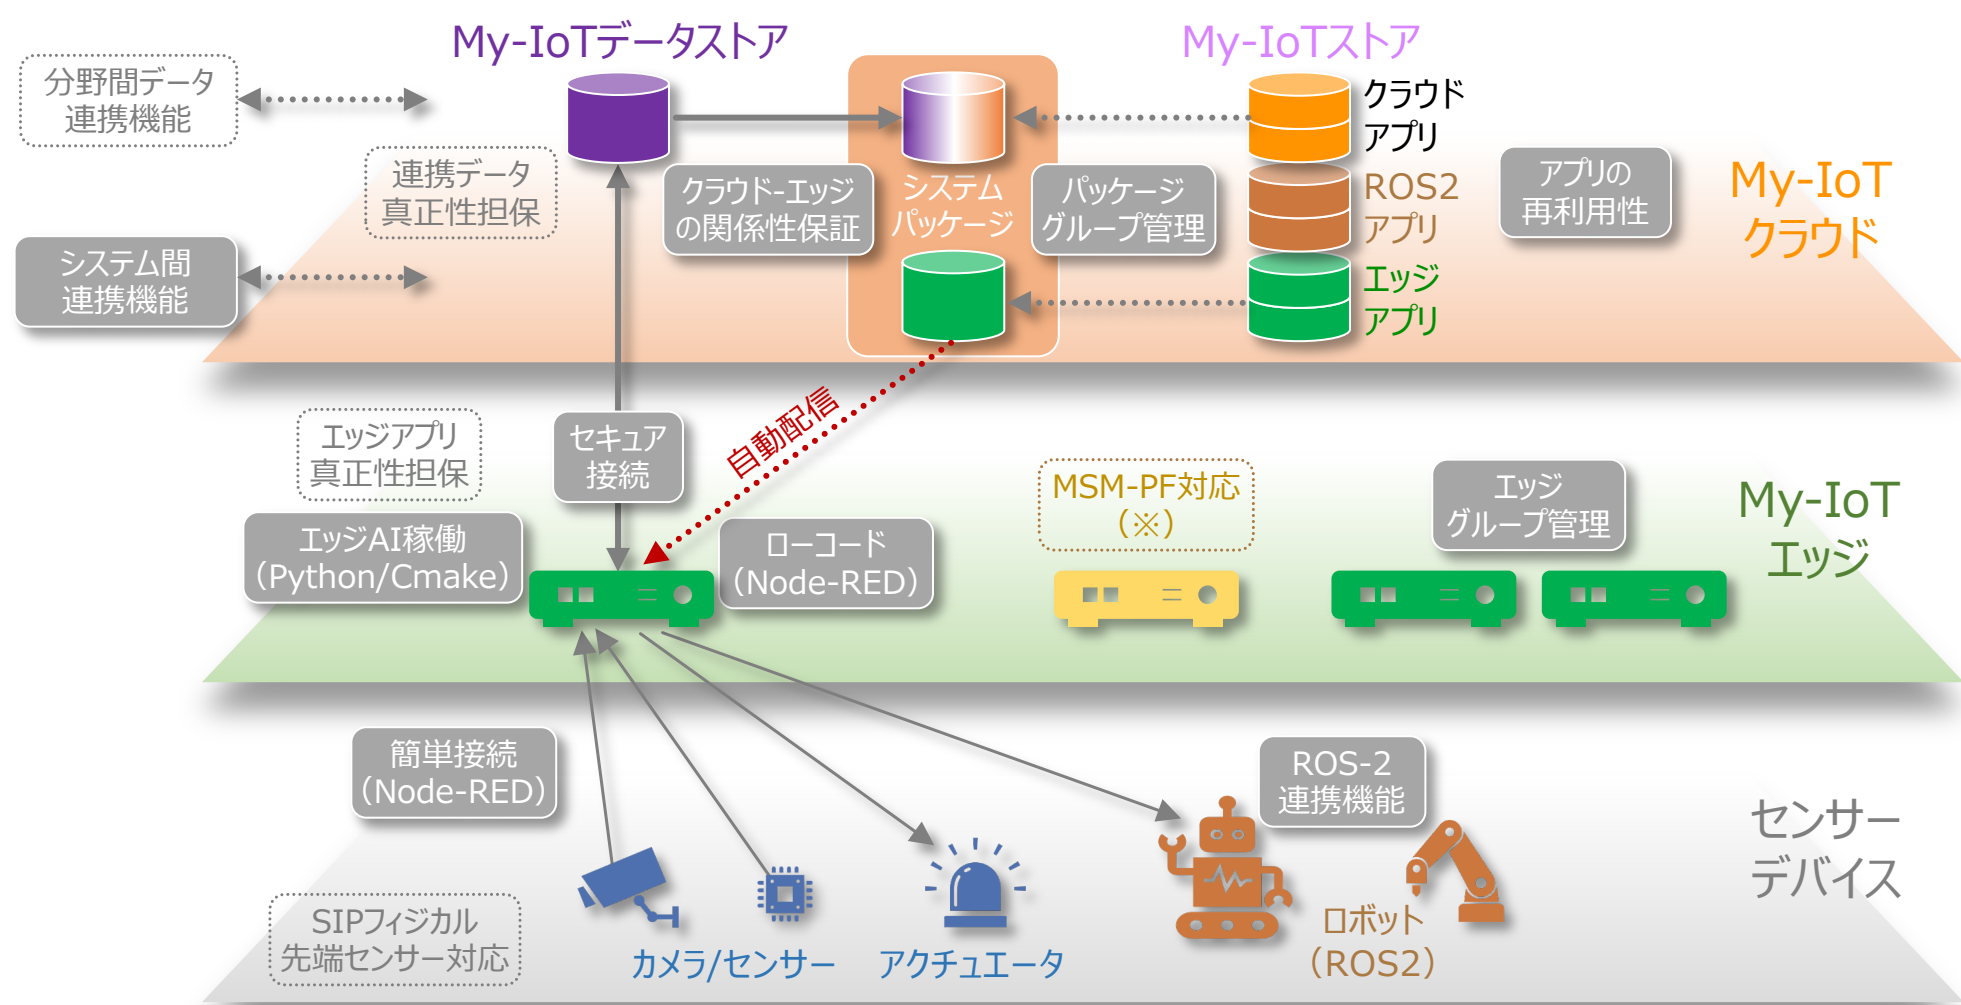 My-IoTデータストア
My-IoTストア
分野間データ
連携機能
クラウド
アプリ
連携データ
真正性担保
クラウド-エッジ
の関係性保証
システム
パッケージ
パッケージ
グループ管理
ROS2
アプリ
アプリの
再利用性
My-IoT
クラウド
システム間
連携機能
エッジ
アプリ
自動配信
エッジアプリ
真正性担保
セキュア
接続
MSM-PF対応
（※）
エッジ
グループ管理
My-IoT
エッジ
エッジAI稼働
（Python/Cmake）
ローコード
（Node-RED）
簡単接続
（Node-RED）
ROS-2
連携機能
センサー
デバイス
SIPフィジカル
先端センサー対応
カメラ/センサー
アクチュエータ
ロボット
（ROS2）